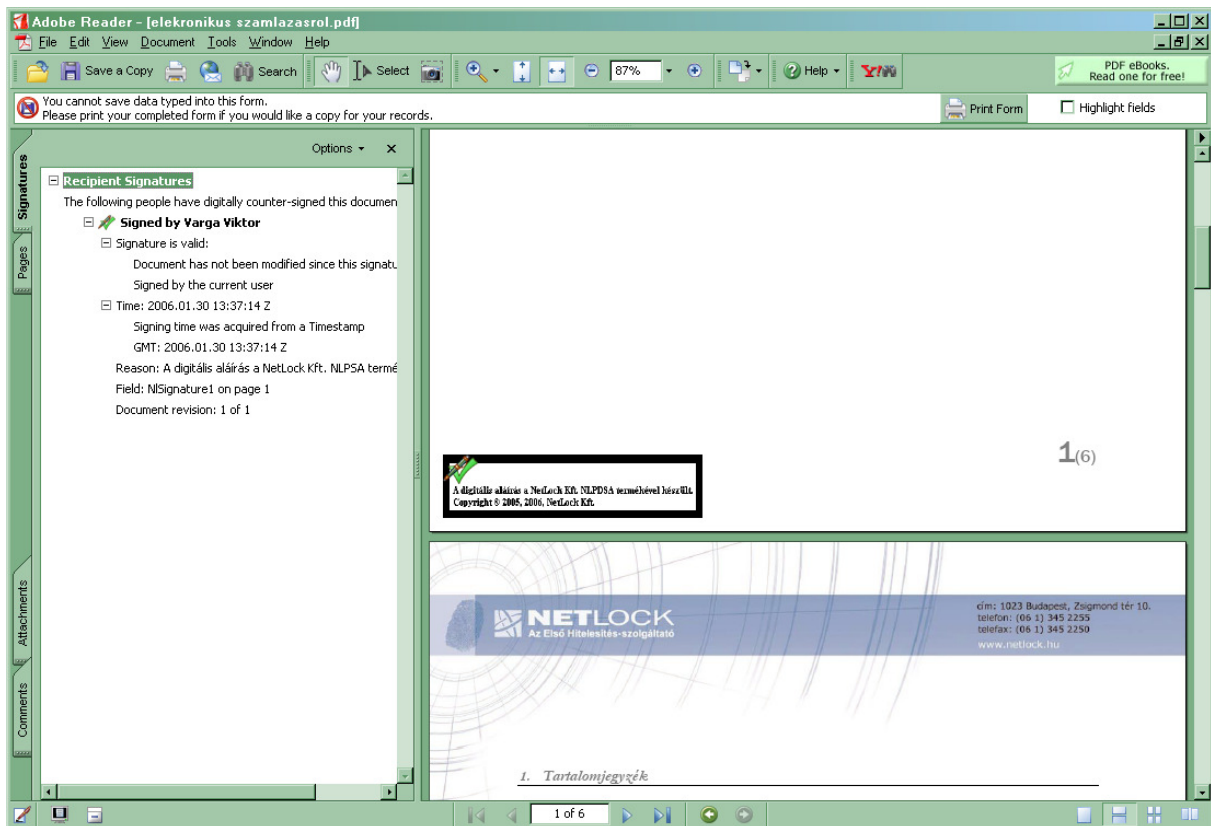 Adobe Reader - [elekronikus szamlazasrol.pdf]
File Edit View Document Tools Window Help
Save a Copy Search Select 87% Help Y! PDF eBooks.
Read one for free!
You cannot save data typed into this form.
Please print your completed form if you would like a copy for your records.
Print Form Highlight fields
Signatures
Pages
Attachments
Comments
Options
Recipient Signatures
The following people have digitally counter-signed this documen
Signed by Varga Viktor
Signature is valid:
Document has not been modified since this signatu
Signed by the current user
Time: 2006.01.30 13:37:14 Z
Signing time was acquired from a Timestamp
GMT: 2006.01.30 13:37:14 Z
Reason: A digitális aláírás a NetLock Kft. NLPSA termé
Field: NlSignature1 on page 1
Document revision: 1 of 1
1(6)
A digitális aláírás a NetLock Kft. NLPDSA termékével készült.
Copyright © 2005, 2006, NetLock Kft.
NETLOCK
Az Első Hitelesítés-szolgáltató
cím: 1023 Budapest, Zsigmond tér 10.
telefon: (06 1) 345 2255
telefax: (06 1) 345 2250
www.netlock.hu
1. Tartalomjegyzék
1 of 6